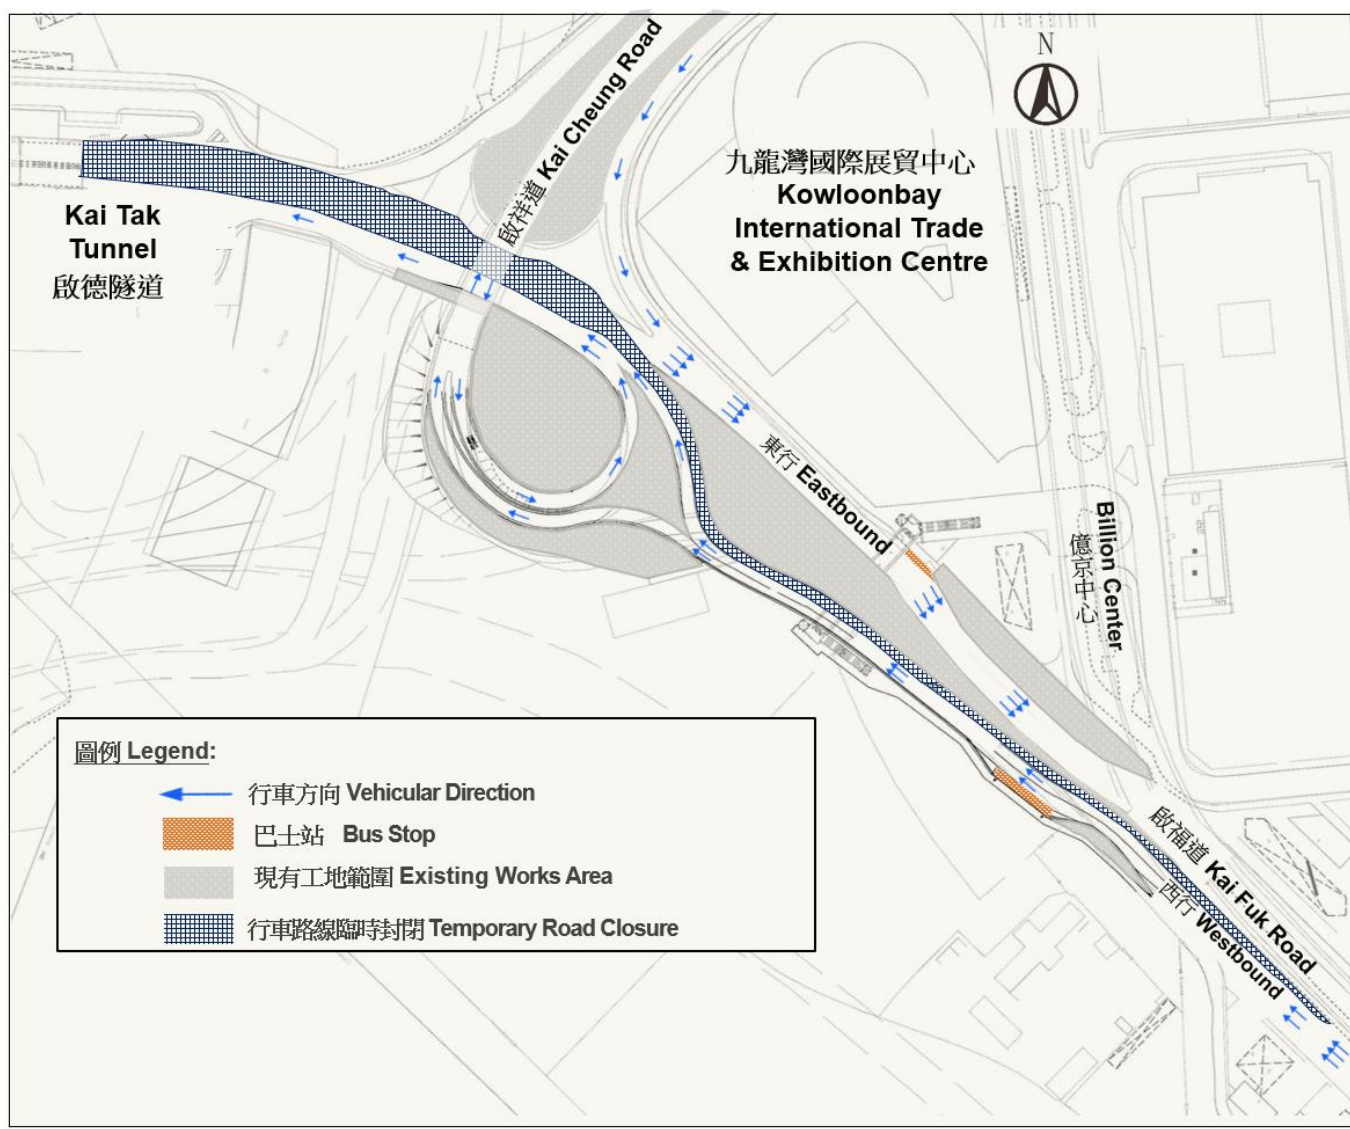 啟祥道 Kai Cheung Road
N
九龍灣國際展貿中心
Kowloonbay
International Trade
& Exhibition Centre
Kai Tak
Tunnel
啟德隧道
東行 Eastbound
Billion Center
億京中心
啟福道 Kai Fuk Road
西行 Westbound
圖例 Legend:
行車方向 Vehicular Direction
巴士站 Bus Stop
現有工地範圍 Existing Works Area
行車路線臨時封閉 Temporary Road Closure